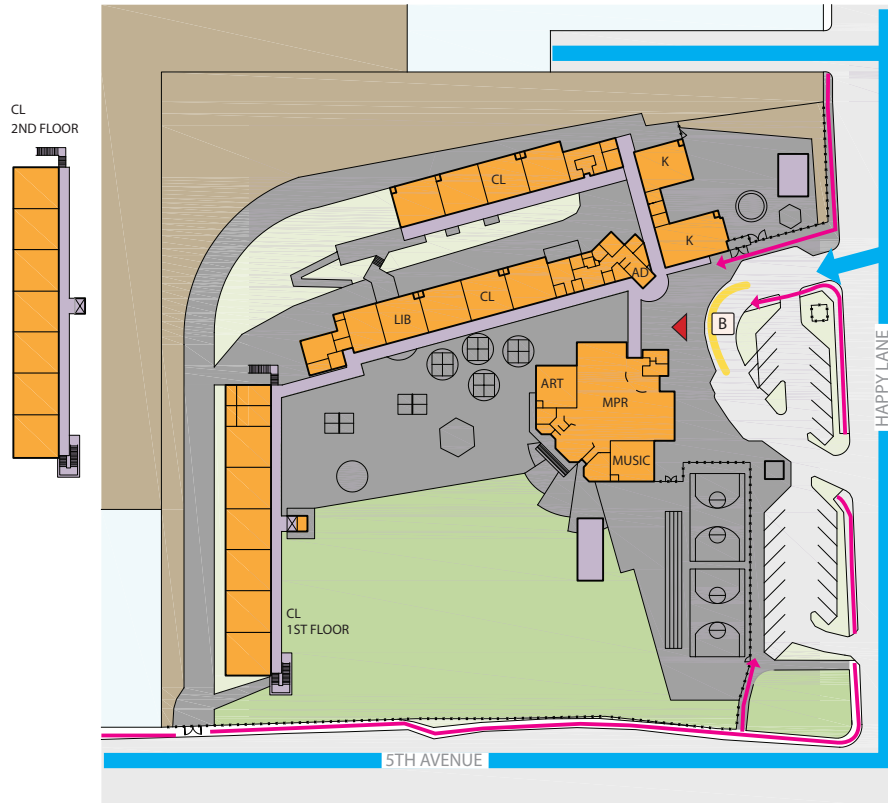 CL
2ND FLOOR
K
CL
K
AD
CL
LIB
B
HAPPY LANE
ART
MPR
MUSIC
CL
1ST FLOOR
5TH AVENUE